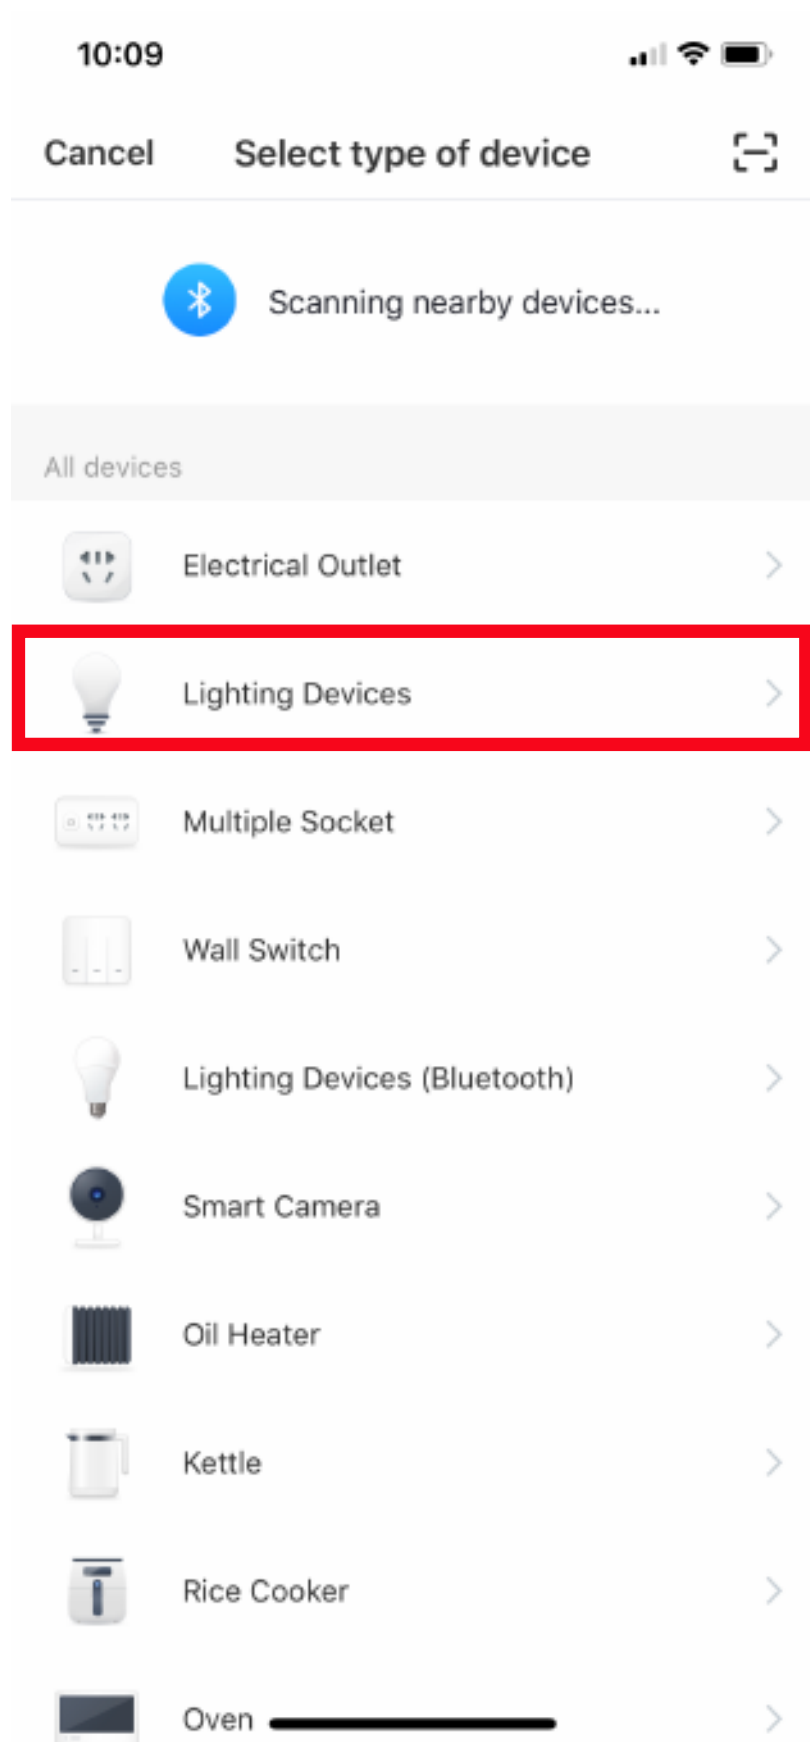 10:09
Cancel Select type of device
Scanning nearby devices...
All devices
Electrical Outlet
Lighting Devices
Multiple Socket
Wall Switch
Lighting Devices (Bluetooth)
Smart Camera
Oil Heater
Kettle
Rice Cooker
Oven